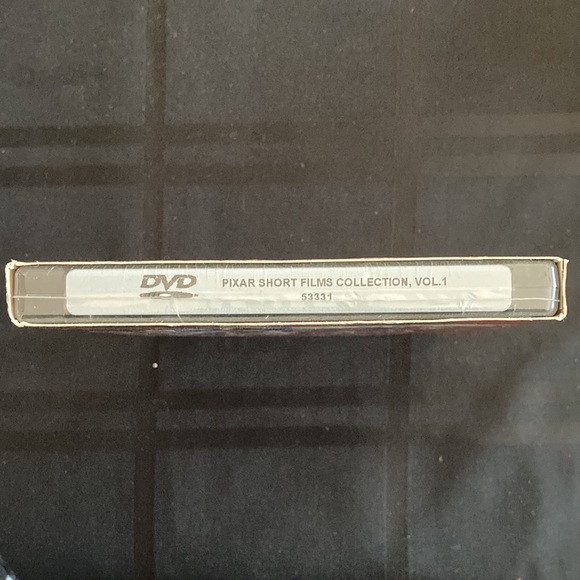 DVD
PIXAR SHORT FILMS COLLECTION, VOL.1
53331